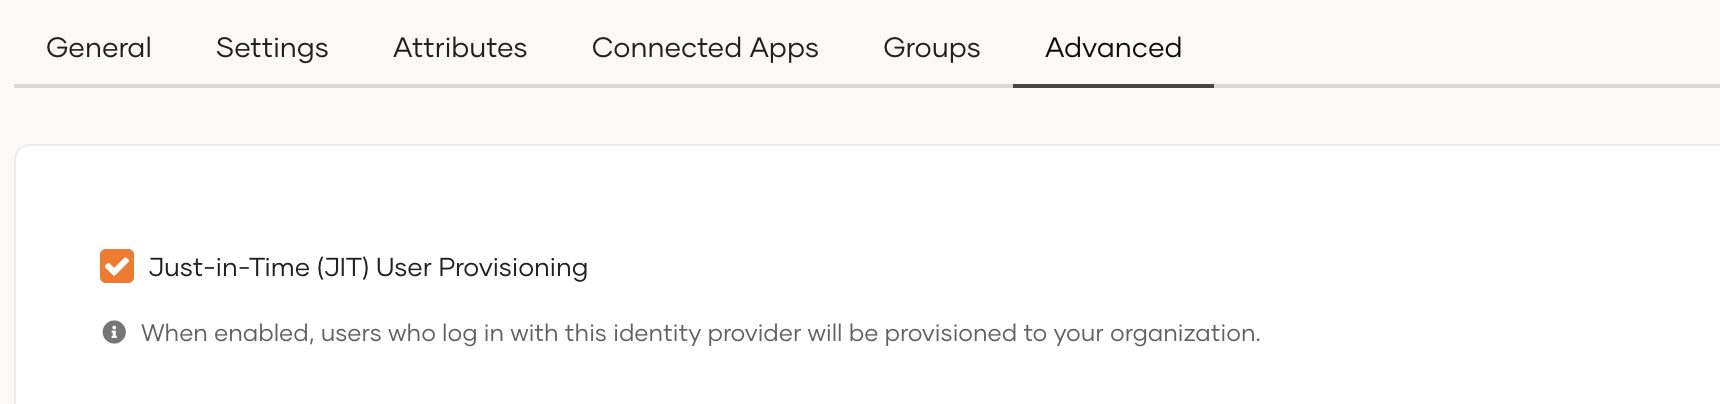 General Settings Attributes Connected Apps Groups Advanced
Just-in-Time (JIT) User Provisioning
When enabled, users who log in with this identity provider will be provisioned to your organization.